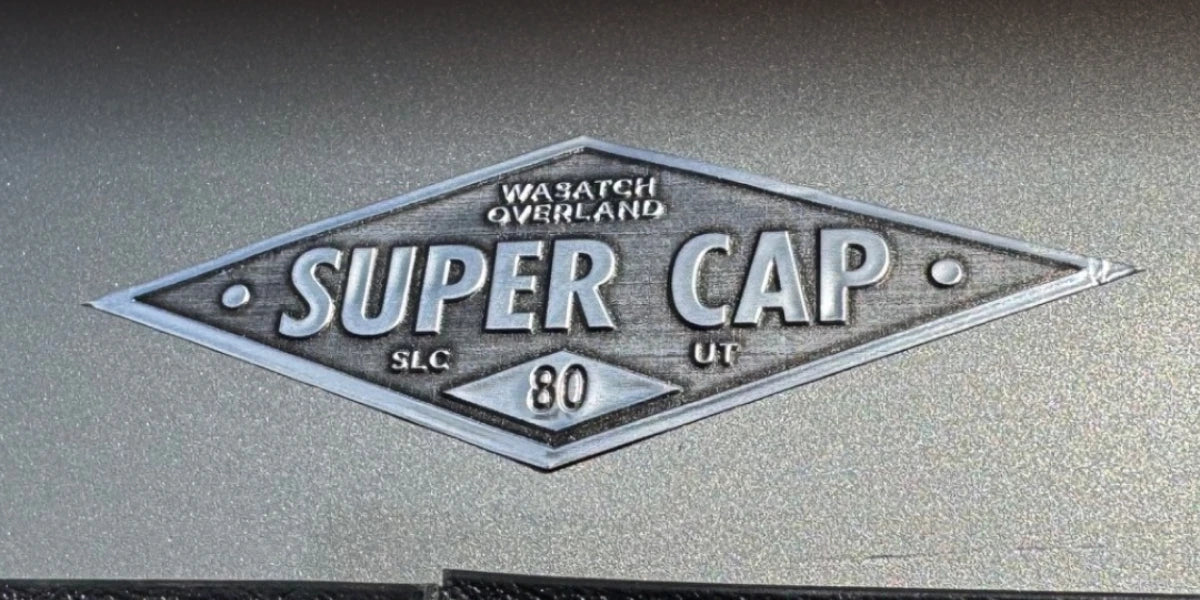 WASATCH
OVERLAND
SUPER CAP
SLC UT
80